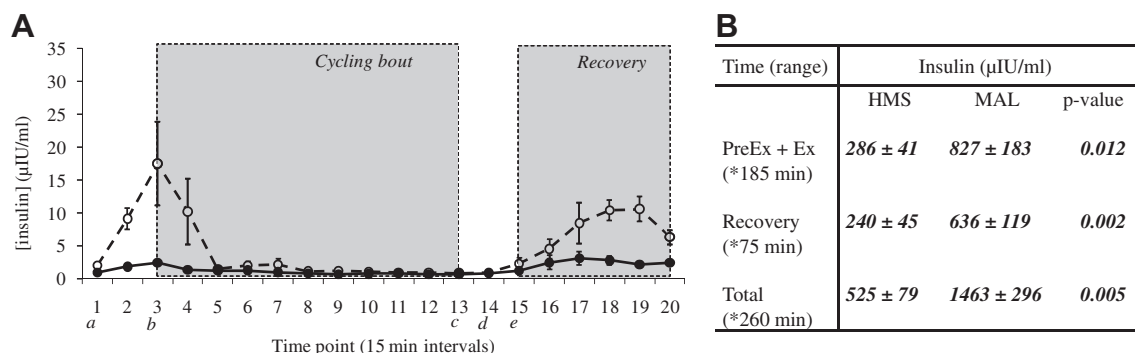 A
35
30
25
20
15
10
5
0
[insulin] (µIU/ml)
Cycling bout
Recovery
1 2 3 4 5 6 7 8 9 10 11 12 13 14 15 16 17 18 19 20
a b c d e
Time point (15 min intervals)
B
Time (range) Insulin (µIU/ml)
HMS MAL p-value
PreEx + Ex 286 ± 41 827 ± 183 0.012
(*185 min)
Recovery 240 ± 45 636 ± 119 0.002
(*75 min)
Total 525 ± 79 1463 ± 296 0.005
(*260 min)